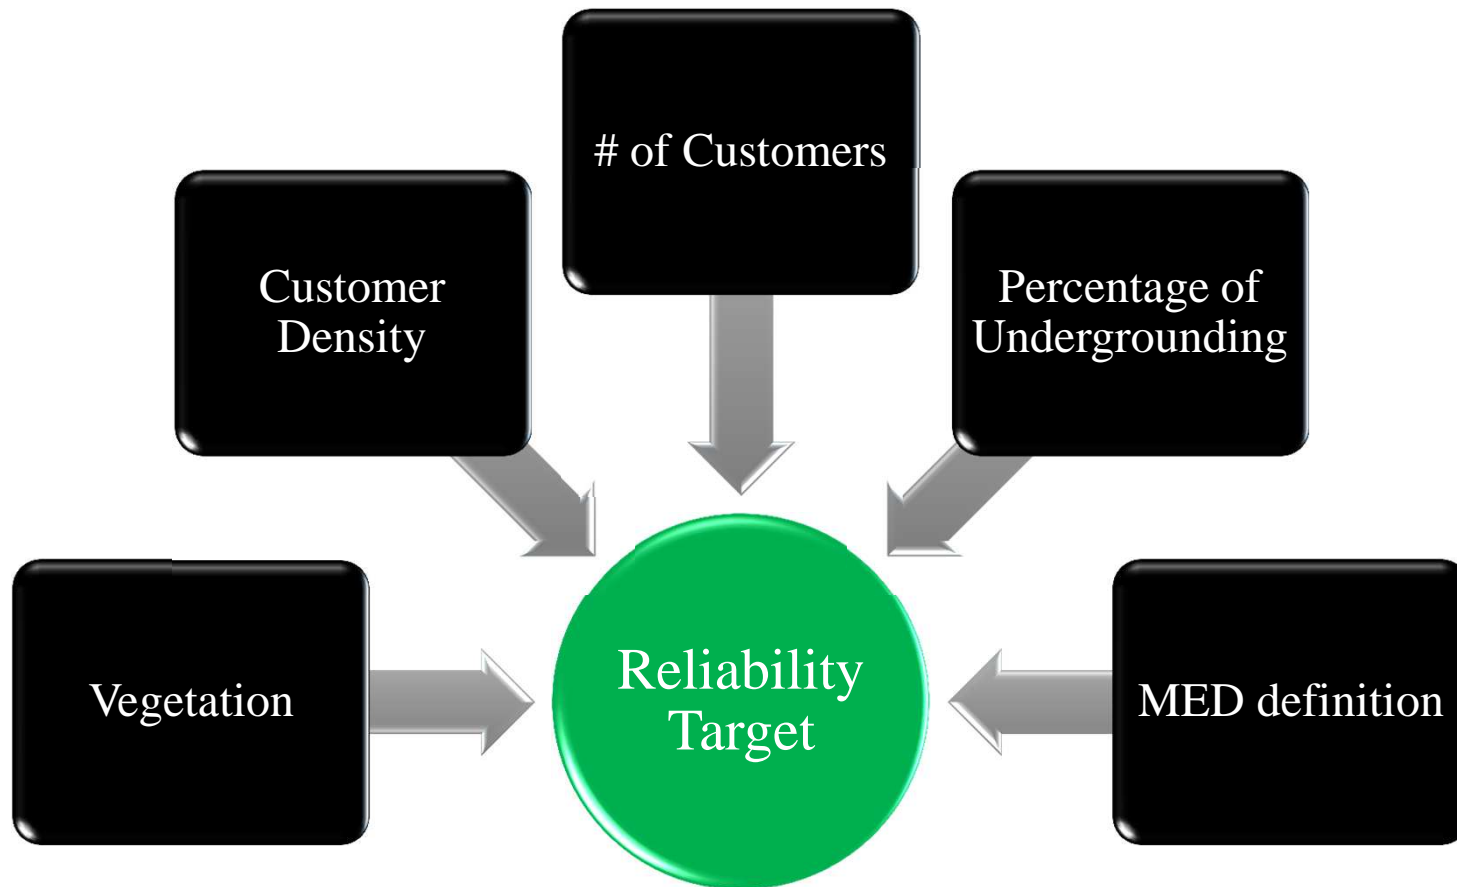 # of Customers
Customer
Density
Percentage of
Undergrounding
Vegetation
Reliability
Target
MED definition